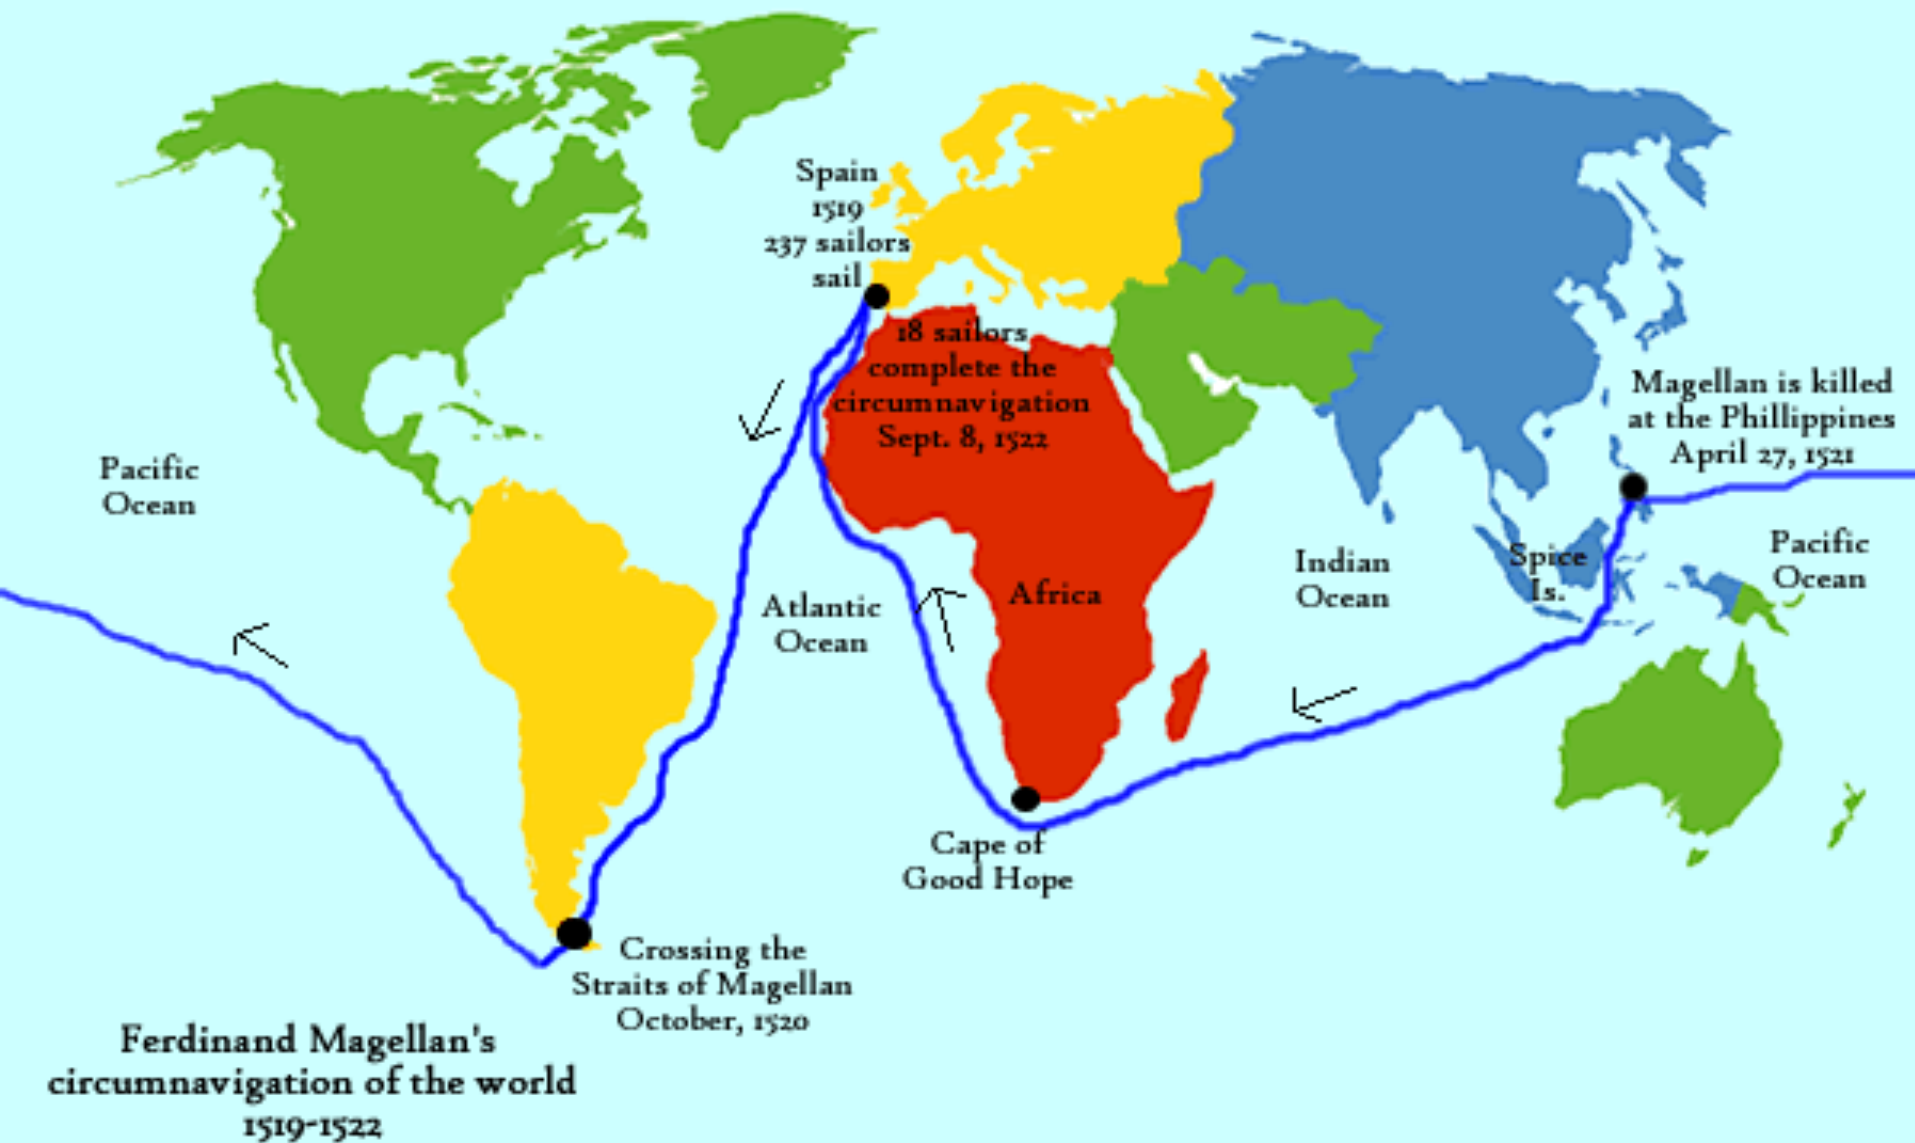 Spain
1519
237 sailors
sail
18 sailors
complete the
circumnavigation
Sept. 8, 1522
Magellan is killed
at the Phillippines
April 27, 1521
Pacific
Ocean
Atlantic
Ocean
Africa
Indian
Ocean
Spice
Is.
Pacific
Ocean
Cape of
Good Hope
Crossing the
Straits of Magellan
October, 1520
Ferdinand Magellan's
circumnavigation of the world
1519-1522